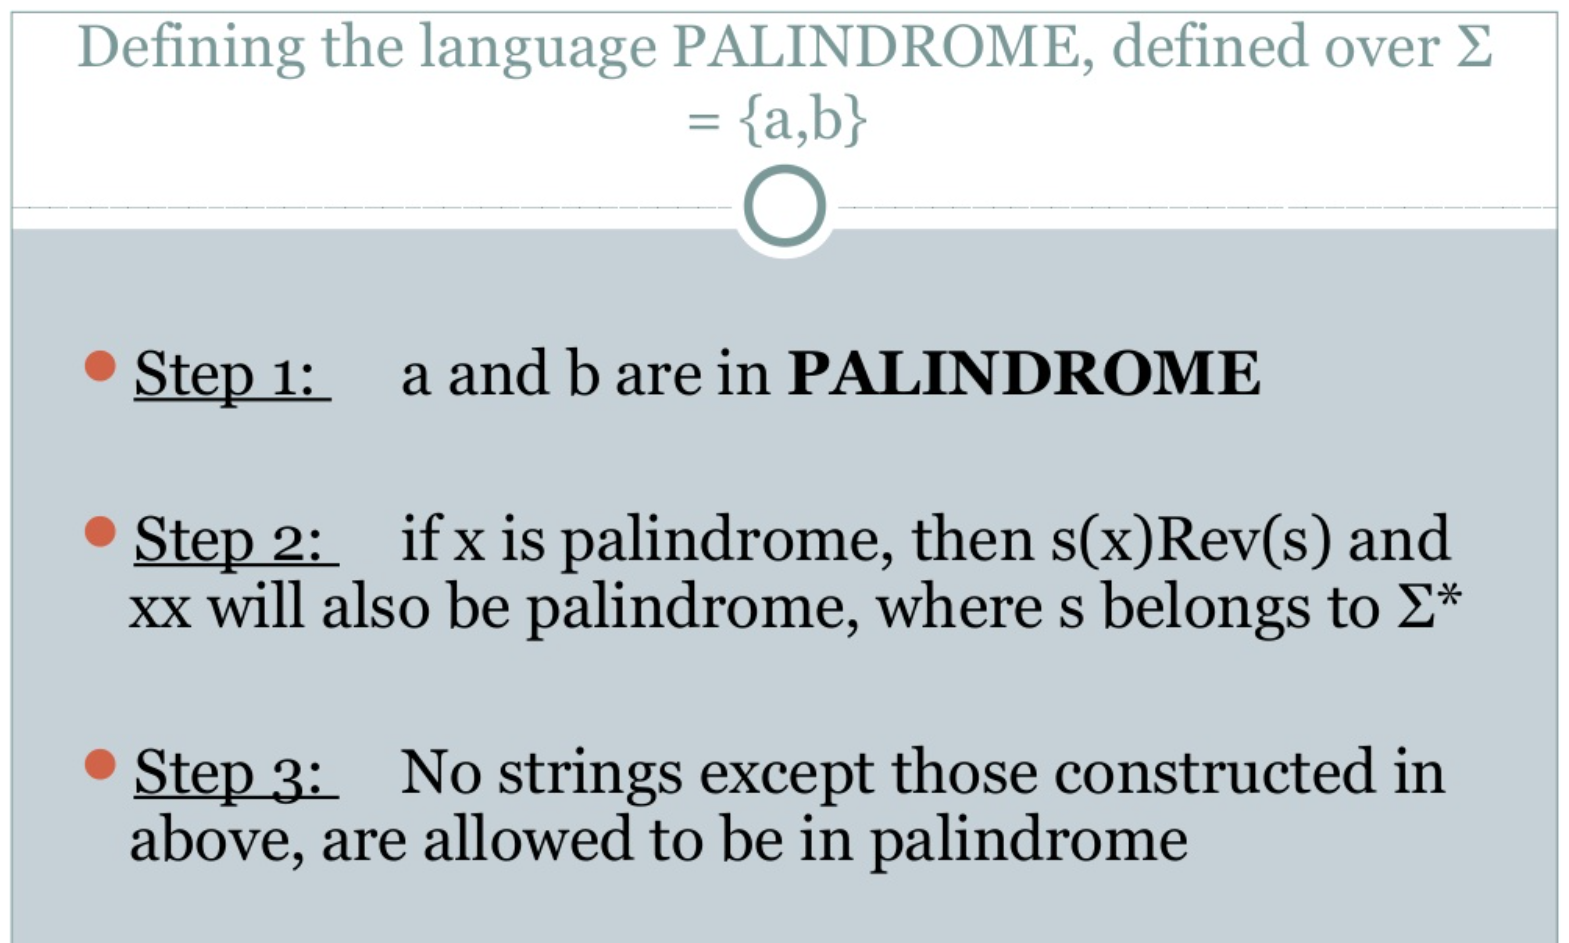 Defining the language PALINDROME, defined over Σ
= {a,b}
Step 1: a and b are in PALINDROME
Step 2: if x is palindrome, then s(x)Rev(s) and
xx will also be palindrome, where s belongs to Σ*
Step 3: No strings except those constructed in
above, are allowed to be in palindrome